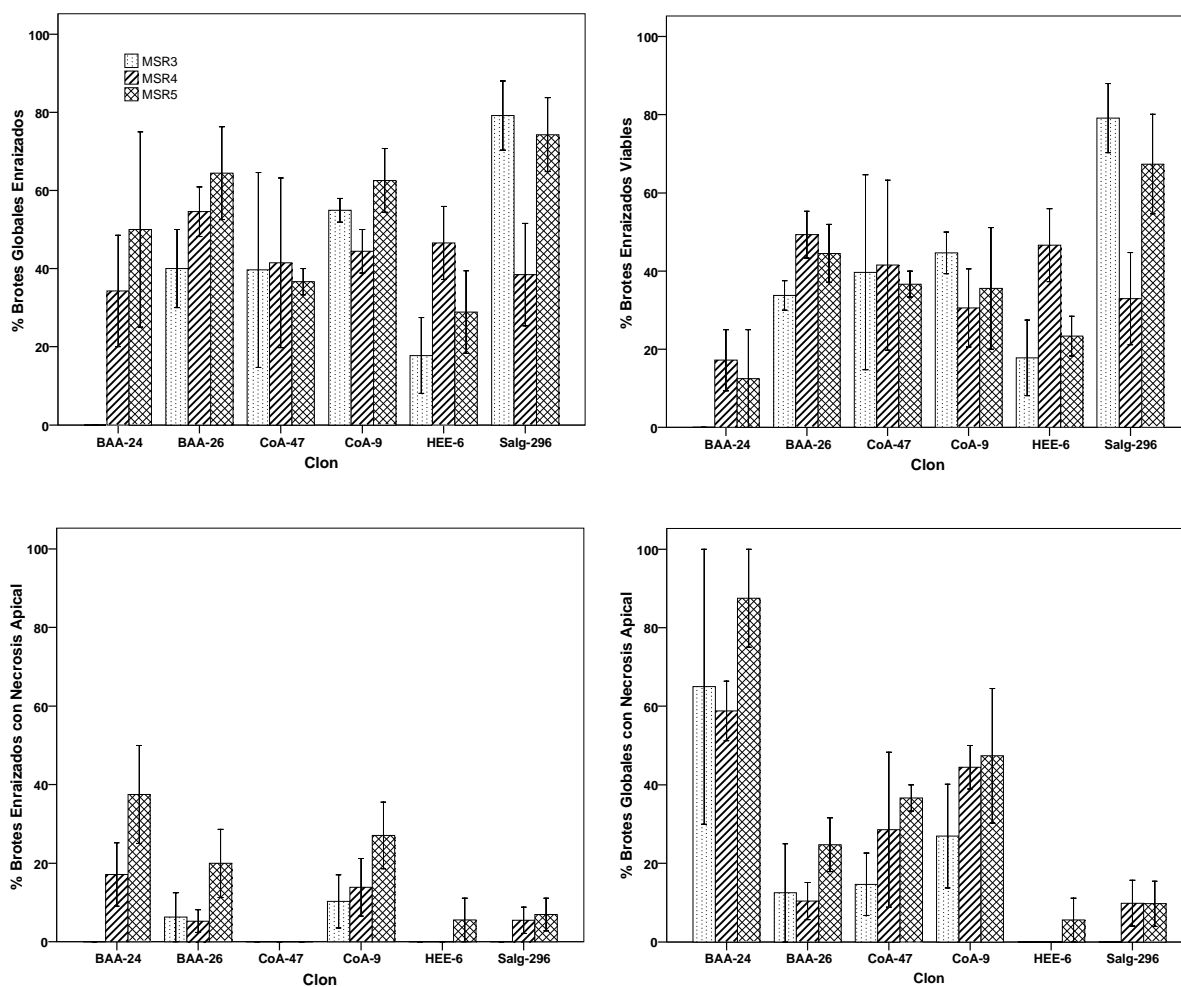 % Brotes Globales Enraizados
100
80
60
40
20
0
MSR3
MSR4
MSR5
BAA-24 BAA-26 CoA-47 CoA-9 HEE-6 Salg-296
Clon
% Brotes Enraizados Viables
100
80
60
40
20
0
BAA-24 BAA-26 CoA-47 CoA-9 HEE-6 Salg-296
Clon
% Brotes Enraizados con Necrosis Apical
100
80
60
40
20
0
BAA-24 BAA-26 CoA-47 CoA-9 HEE-6 Salg-296
Clon
% Brotes Globales con Necrosis Apical
100
80
60
40
20
0
BAA-24 BAA-26 CoA-47 CoA-9 HEE-6 Salg-296
Clon